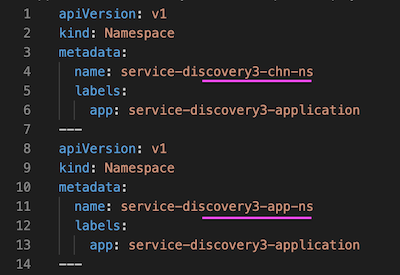 1 apiVersion: v1
2 kind: Namespace
3 metadata:
4   name: service-discovery3-chn-ns
5   labels:
6     app: service-discovery3-application
7 ---
8 apiVersion: v1
9 kind: Namespace
10 metadata:
11   name: service-discovery3-app-ns
12   labels:
13     app: service-discovery3-application
14 ---